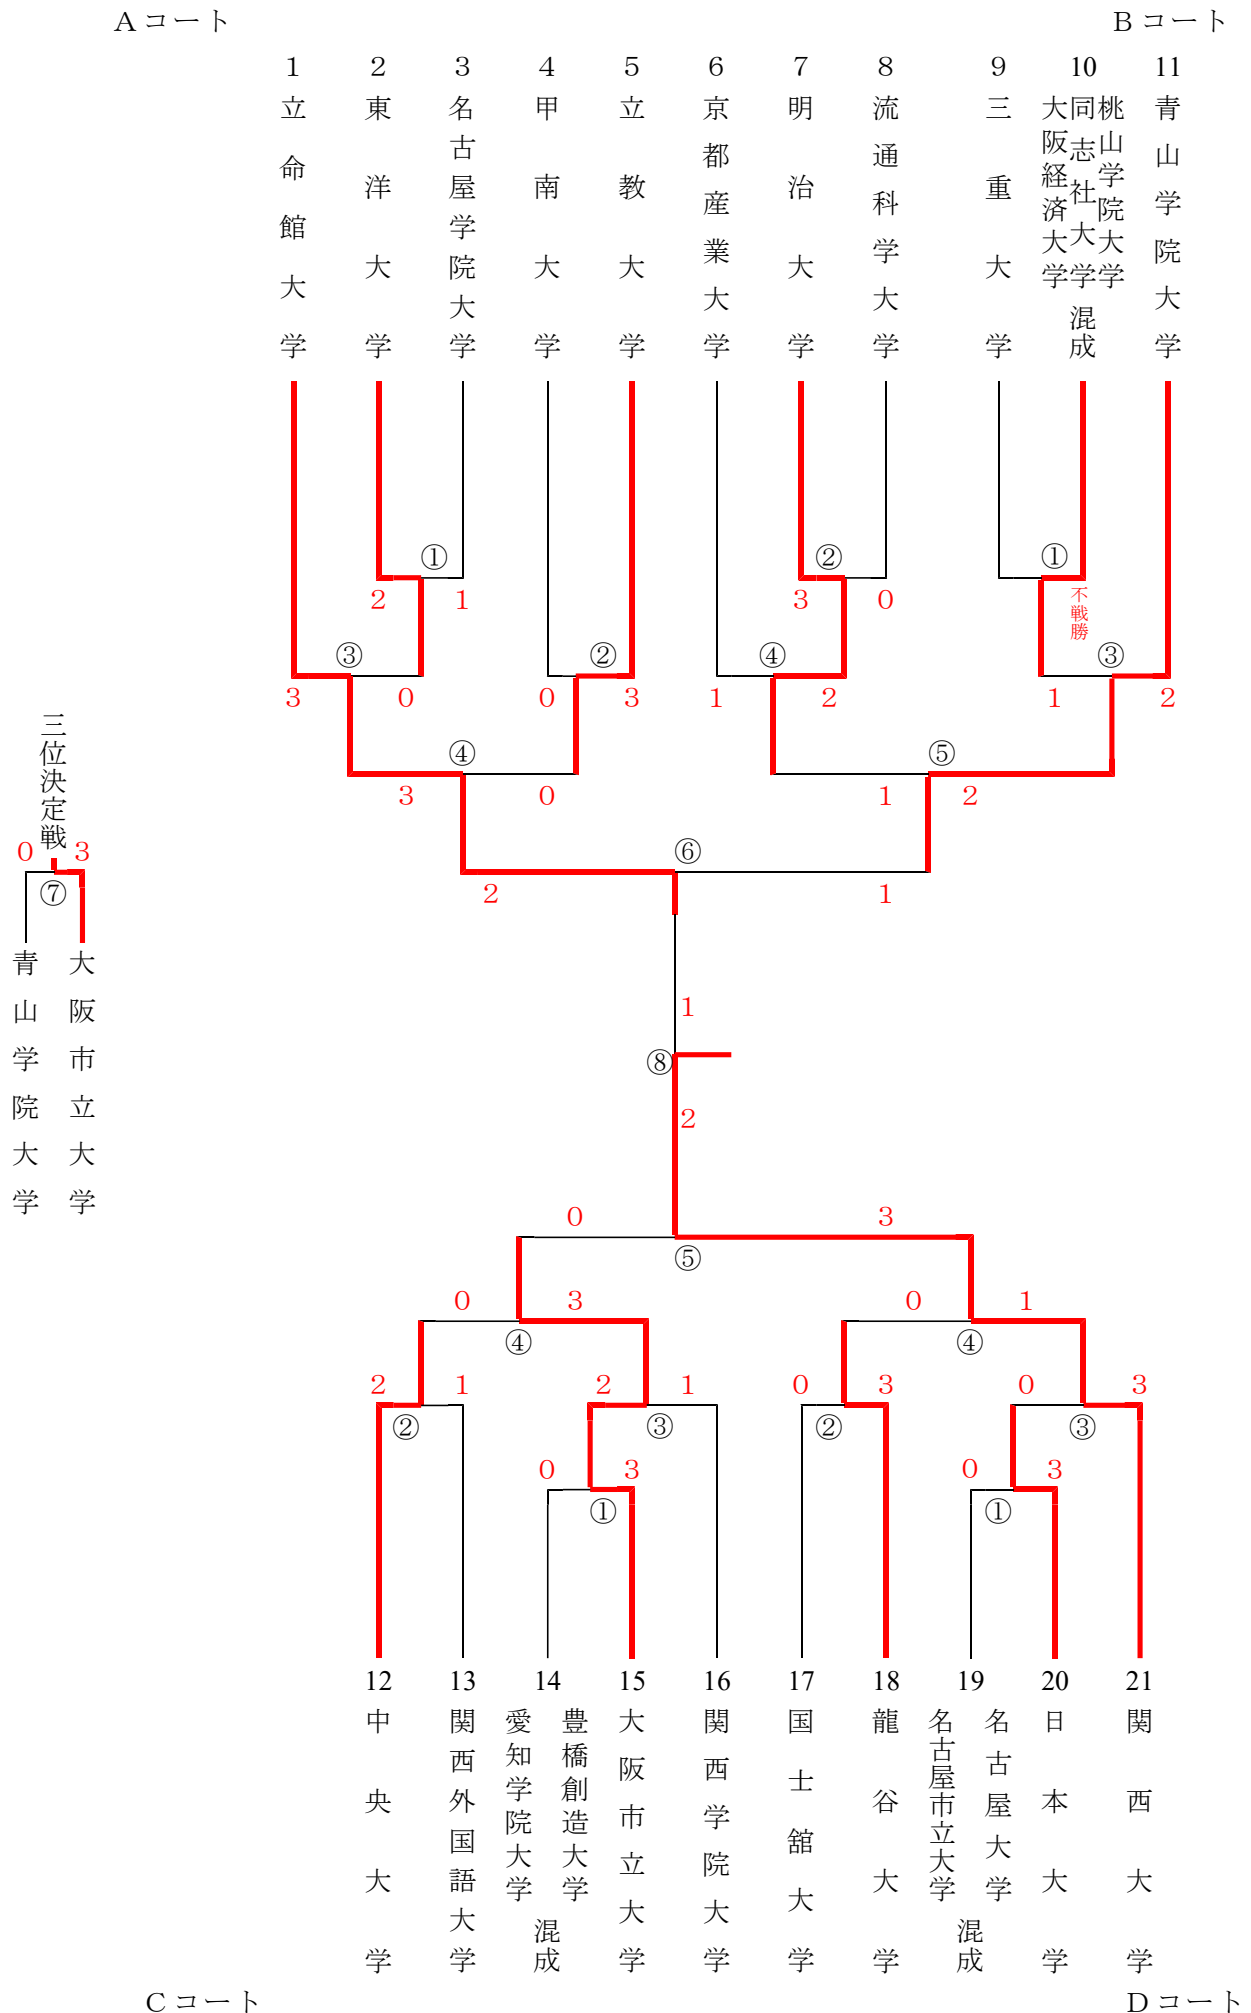 Aコート
Bコート
1 2 3 4 5 6 7 8 9 10 11
立命館大学
東洋大学
名古屋学院大学
甲南大学
立教大学
京都産業大学
明治大学
流通科学大学
三重大学
桃山学院大学
同志社大学
大阪経済大学
混成
青山学院大学
① ② ①
2 1 3 0 不戦勝
③ ② ④ ③
3 0 0 3 1 2 1 2
④ ⑤
3 0 1 2
⑥
2 1
三位決定戦
0 3
⑦
青山学院大学
大阪市立大学
1
⑧
2
0 3
⑤
0 3 0 1
④ ④
2 1 2 1 0 3 0 3
② ③ ② ③
0 3 0 3
① ①
12 13 14 15 16 17 18 19 20 21
中央大学
関西外国語大学
豊橋創造大学
愛知学院大学
混成
大阪市立大学
関西学院大学
国士舘大学
龍谷大学
名古屋大学
名古屋市立大学
混成
日本大学
関西大学
Cコート
Dコート